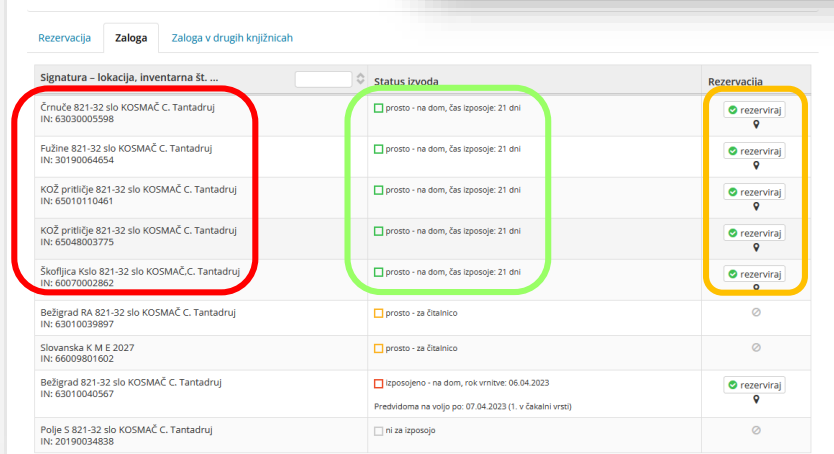 Rezervacija Zaloga Zaloga v drugih knjižnicah
Signatura – lokacija, inventarna št. ... Status izvoda Rezervacija
Črnuče 821-32 slo KOSMAČ C. Tantadruj
IN: 63030005598
prosto - na dom, čas izposoje: 21 dni
rezerviraj
Fužine 821-32 slo KOSMAČ C. Tantadruj
IN: 30190064654
prosto - na dom, čas izposoje: 21 dni
rezerviraj
KOŽ pritličje 821-32 slo KOSMAČ C. Tantadruj
IN: 65010110461
prosto - na dom, čas izposoje: 21 dni
rezerviraj
KOŽ pritličje 821-32 slo KOSMAČ C. Tantadruj
IN: 65048003775
prosto - na dom, čas izposoje: 21 dni
rezerviraj
Škofljica Kslo 821-32 slo KOSMAČ,C. Tantadruj
IN: 60070002862
prosto - na dom, čas izposoje: 21 dni
rezerviraj
Bežigrad RA 821-32 slo KOSMAČ C. Tantadruj
IN: 63010039897
prosto - za čitalnico
Slovanska K M E 2027
IN: 66009801602
prosto - za čitalnico
Bežigrad 821-32 slo KOSMAČ C. Tantadruj
IN: 63010040567
izposojeno - na dom, rok vrnitve: 06.04.2023
Predvidoma na voljo po: 07.04.2023 (1. v čakalni vrsti)
rezerviraj
Polje S 821-32 slo KOSMAČ C. Tantadruj
IN: 20190034838
ni za izposojo